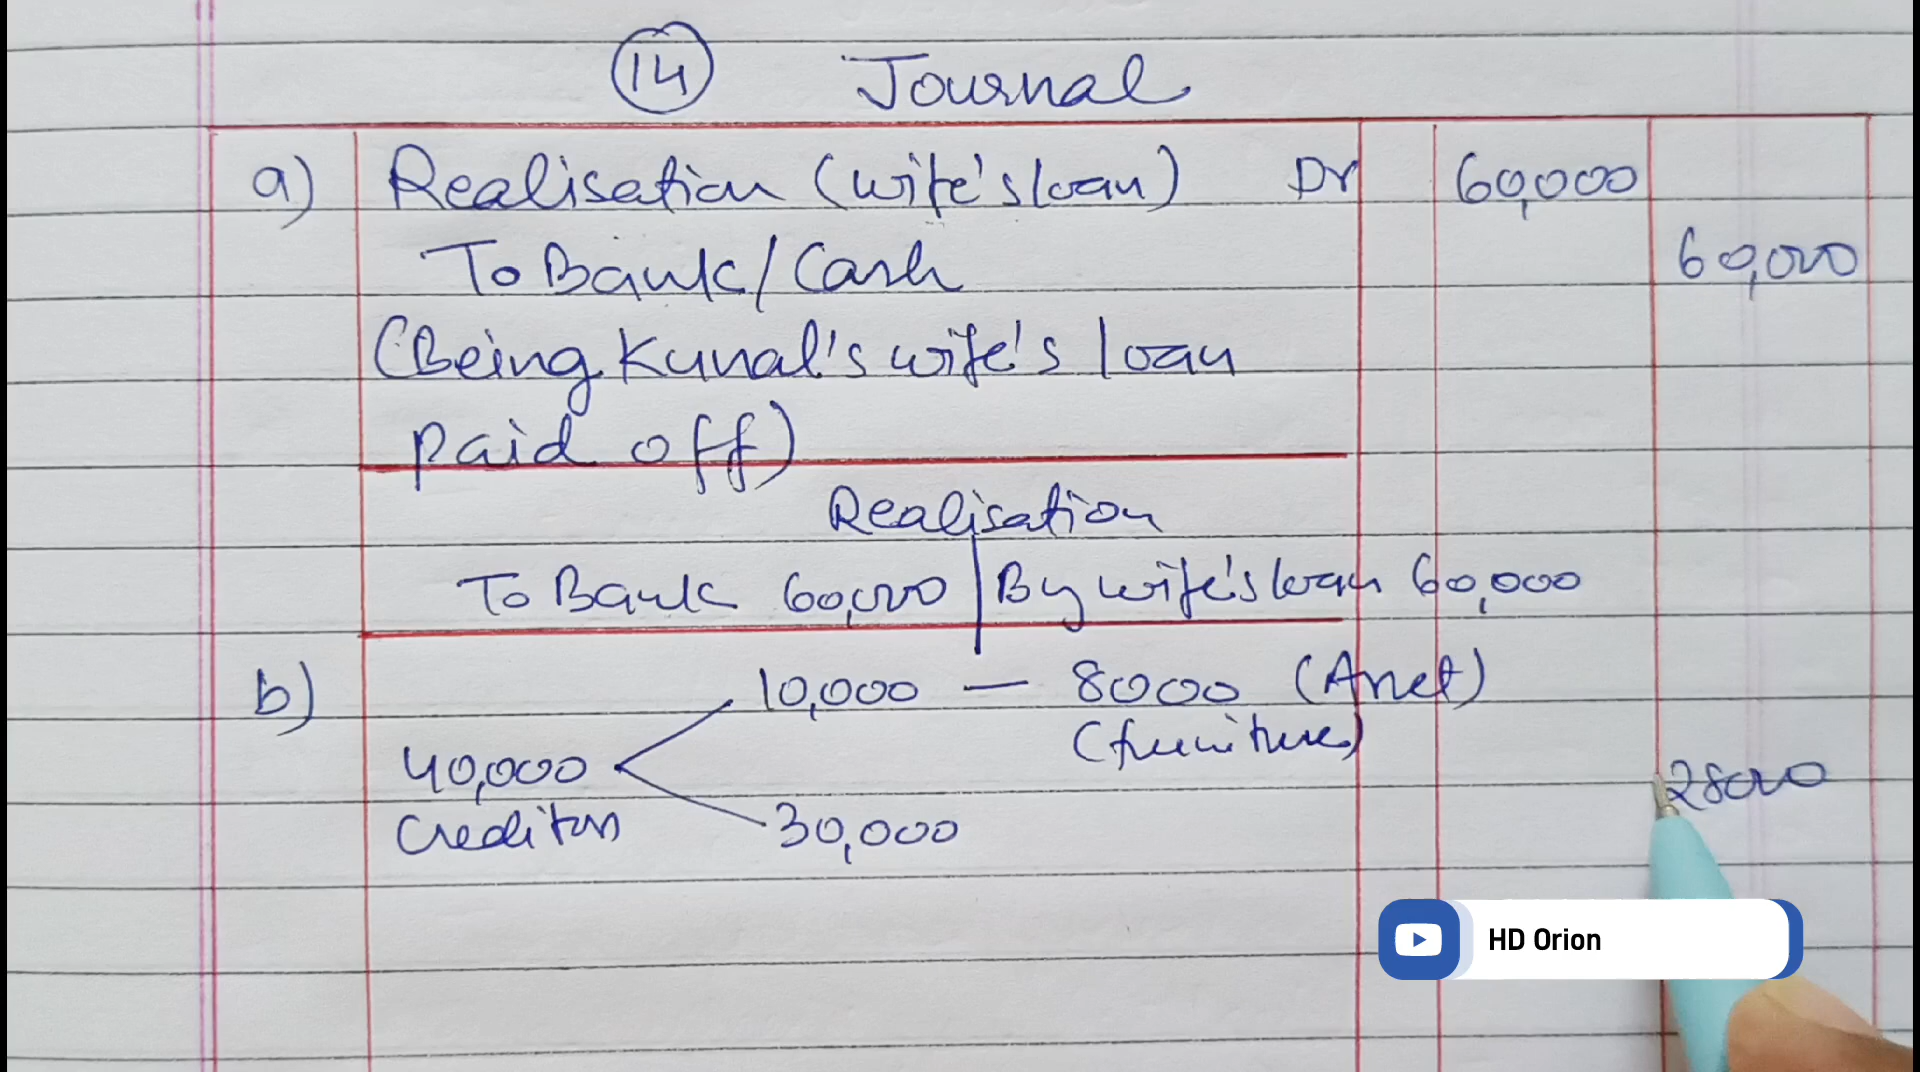 14 Journal
a) Realisation (wife's loan) Dr 60,000
To Bank/Cash 60,000
(Being Kunal's wife's loan
paid off)
Realisation
To Bank 60,000 By wife's loan 60,000
b) 10,000 — 8000 (Asset)
(furniture)
40,000 28000
Creditors 30,000
HD Orion